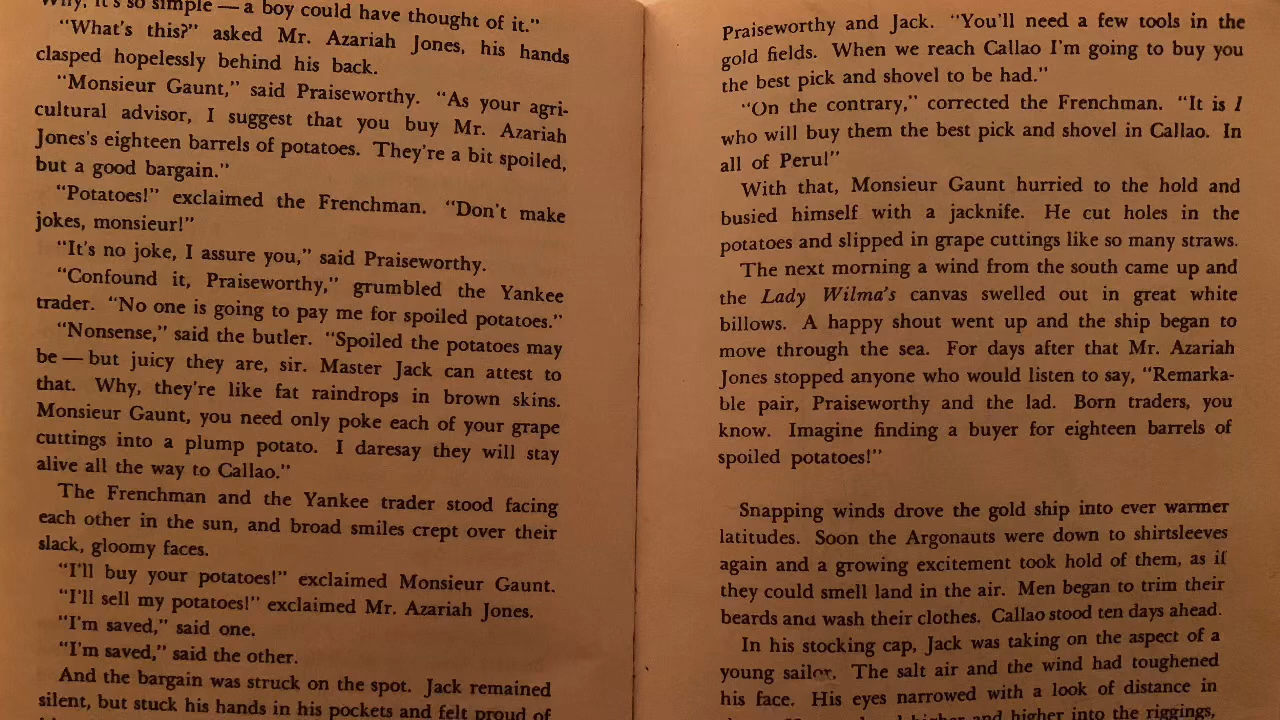 Why, it's so simple — a boy could have thought of it."
"What's this?" asked Mr. Azariah Jones, his hands
clasped hopelessly behind his back.
"Monsieur Gaunt," said Praiseworthy. "As your agri-
cultural advisor, I suggest that you buy Mr. Azariah
Jones's eighteen barrels of potatoes. They're a bit spoiled,
but a good bargain."
"Potatoes!" exclaimed the Frenchman. "Don't make
jokes, monsieur!"
"It's no joke, I assure you," said Praiseworthy.
"Confound it, Praiseworthy," grumbled the Yankee
trader. "No one is going to pay me for spoiled potatoes."
"Nonsense," said the butler. "Spoiled the potatoes may
be — but juicy they are, sir. Master Jack can attest to
that. Why, they're like fat raindrops in brown skins.
Monsieur Gaunt, you need only poke each of your grape
cuttings into a plump potato. I daresay they will stay
alive all the way to Callao."
The Frenchman and the Yankee trader stood facing
each other in the sun, and broad smiles crept over their
slack, gloomy faces.
"I'll buy your potatoes!" exclaimed Monsieur Gaunt.
"I'll sell my potatoes!" exclaimed Mr. Azariah Jones.
"I'm saved," said one.
"I'm saved," said the other.
And the bargain was struck on the spot. Jack remained
silent, but stuck his hands in his pockets and felt proud of
Praiseworthy and Jack. "You'll need a few tools in the
gold fields. When we reach Callao I'm going to buy you
the best pick and shovel to be had."
"On the contrary," corrected the Frenchman. "It is I
who will buy them the best pick and shovel in Callao. In
all of Peru!"
With that, Monsieur Gaunt hurried to the hold and
busied himself with a jacknife. He cut holes in the
potatoes and slipped in grape cuttings like so many straws.
The next morning a wind from the south came up and
the Lady Wilma's canvas swelled out in great white
billows. A happy shout went up and the ship began to
move through the sea. For days after that Mr. Azariah
Jones stopped anyone who would listen to say, "Remarka-
ble pair, Praiseworthy and the lad. Born traders, you
know. Imagine finding a buyer for eighteen barrels of
spoiled potatoes!"
Snapping winds drove the gold ship into ever warmer
latitudes. Soon the Argonauts were down to shirtsleeves
again and a growing excitement took hold of them, as if
they could smell land in the air. Men began to trim their
beards and wash their clothes. Callao stood ten days ahead.
In his stocking cap, Jack was taking on the aspect of a
young sailor. The salt air and the wind had toughened
his face. His eyes narrowed with a look of distance in
higher and higher into the riggings,